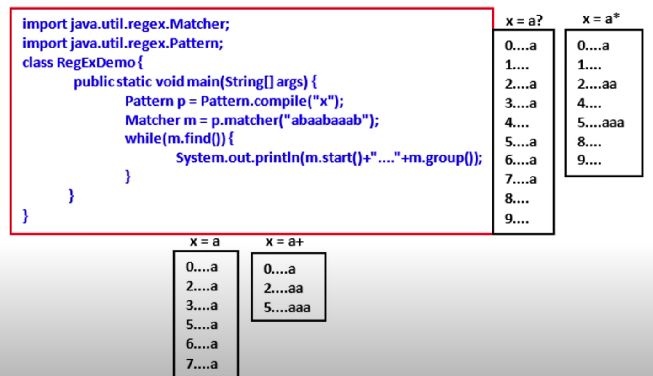 import java.util.regex.Matcher;
import java.util.regex.Pattern;
class RegExDemo {
public static void main(String[] args) {
Pattern p = Pattern.compile("x");
Matcher m = p.matcher("abaabaaab");
while(m.find()) {
System.out.println(m.start()+"...."+m.group());
}
}
}
x = a?
0....a
1....
2....a
3....a
4....
5....a
6....a
7....a
8....
9....
x = a*
0....a
1....
2....aa
4....
5....aaa
8....
9....
x = a
0....a
2....a
3....a
5....a
6....a
7....a
x = a+
0....a
2....aa
5....aaa